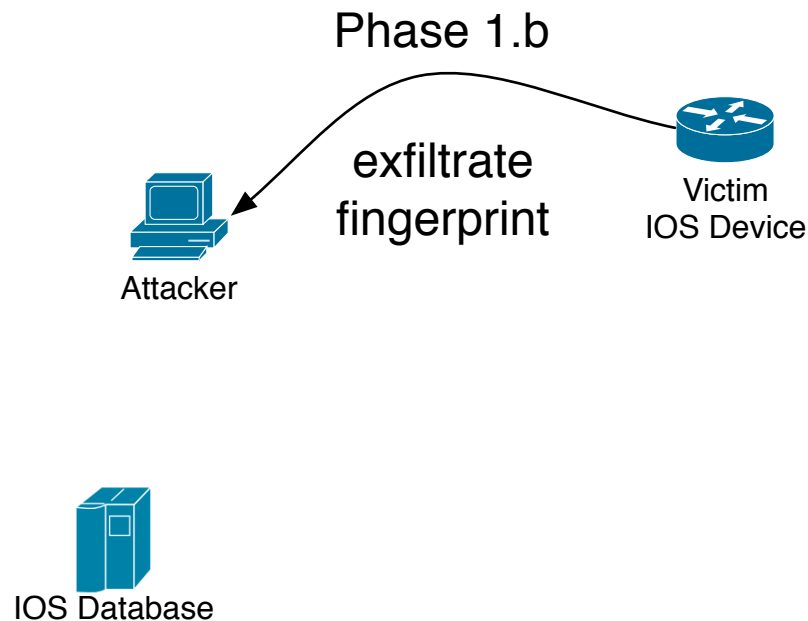 Phase 1.b
exfiltrate
fingerprint
Victim
IOS Device
Attacker
IOS Database